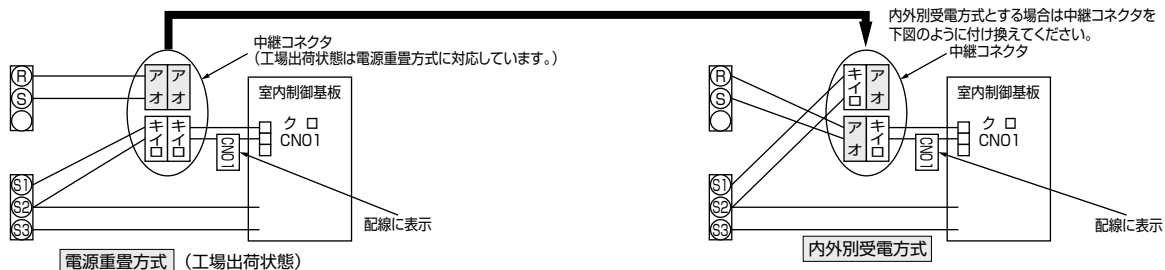 中継コネクタ
(工場出荷状態は電源重畳方式に対応しています。)
R
S
アオ
アオ
キイロ
キイロ
室内制御基板
クロ
CN01
CN01
S1
S2
S3
配線に表示
電源重畳方式 (工場出荷状態)
内外別受電方式とする場合は中継コネクタを
下図のように付け換えてください。
中継コネクタ
R
S
キイロ
アオ
アオ
キイロ
室内制御基板
クロ
CN01
CN01
S1
S2
S3
配線に表示
内外別受電方式